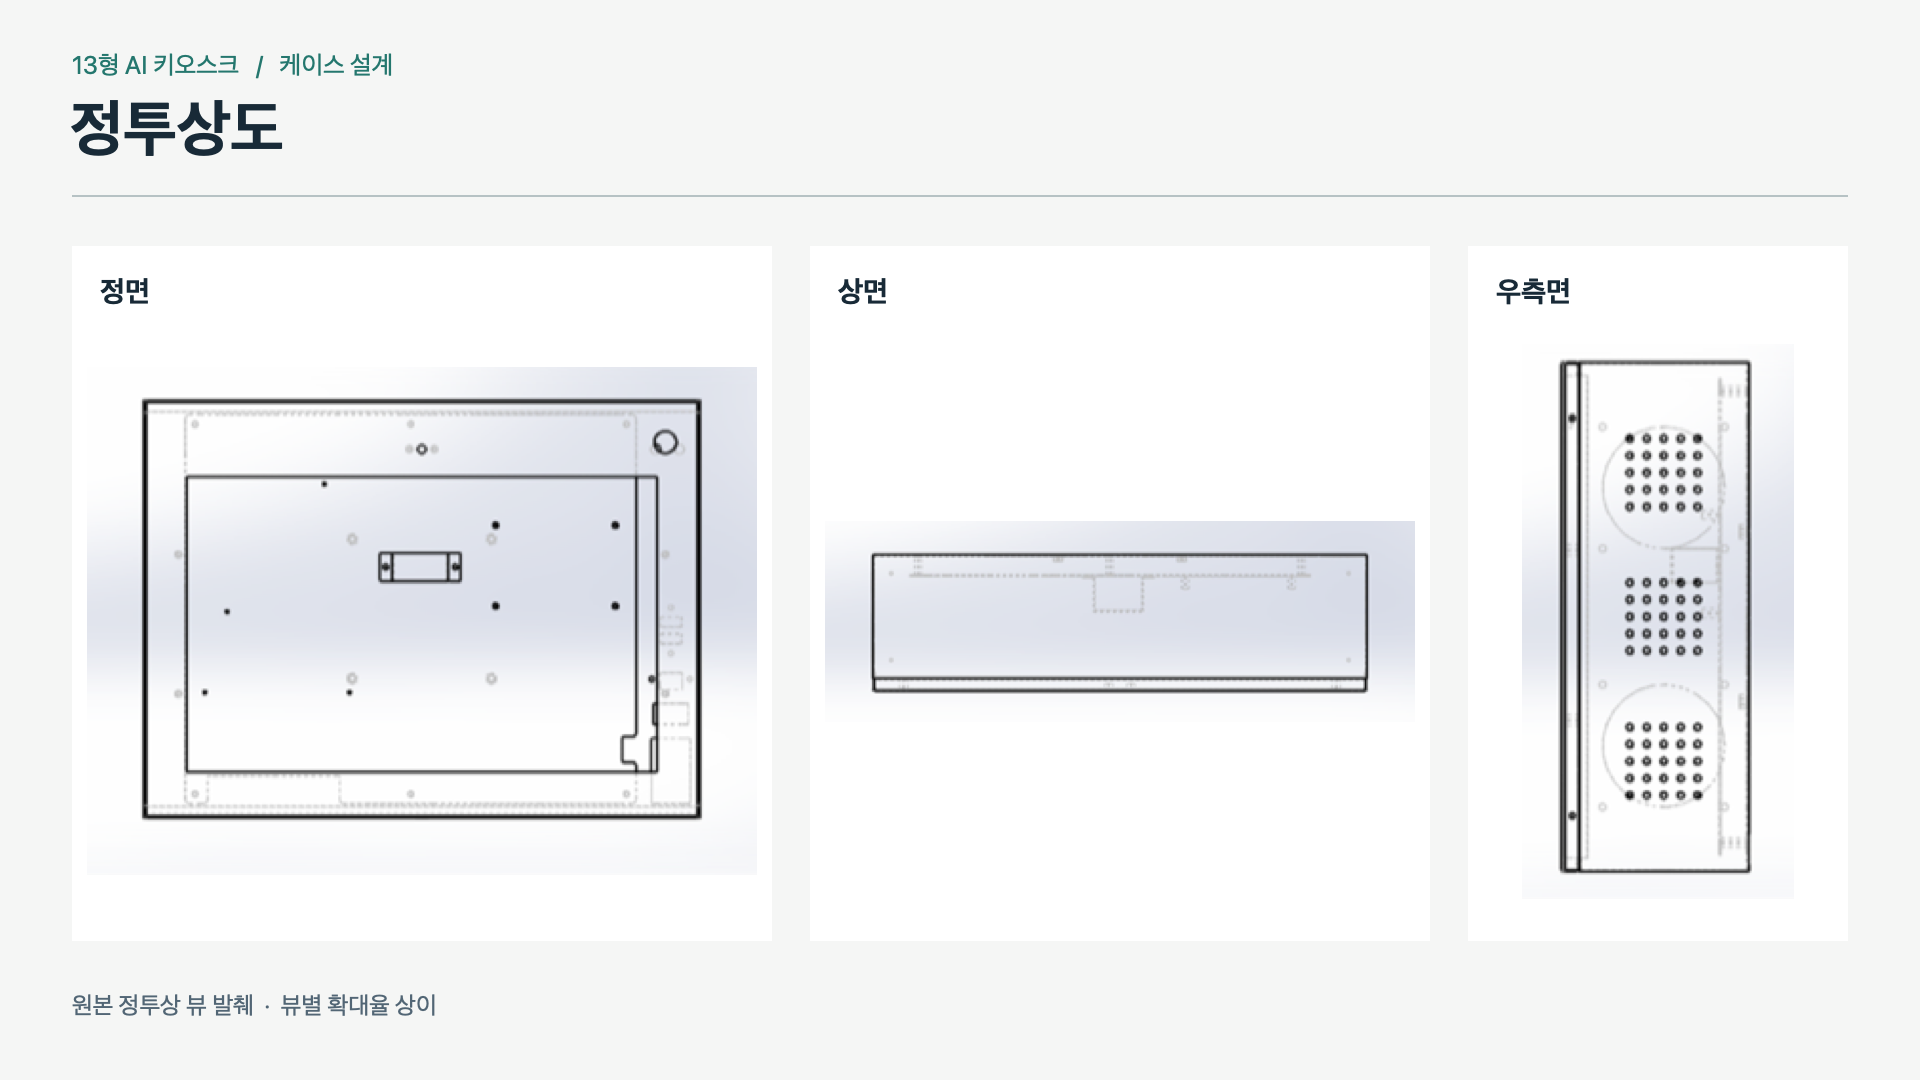 13형 AI 키오스크 / 케이스 설계
정투상도
정면
상면
우측면
원본 정투상 뷰 발췌 · 뷰별 확대율 상이